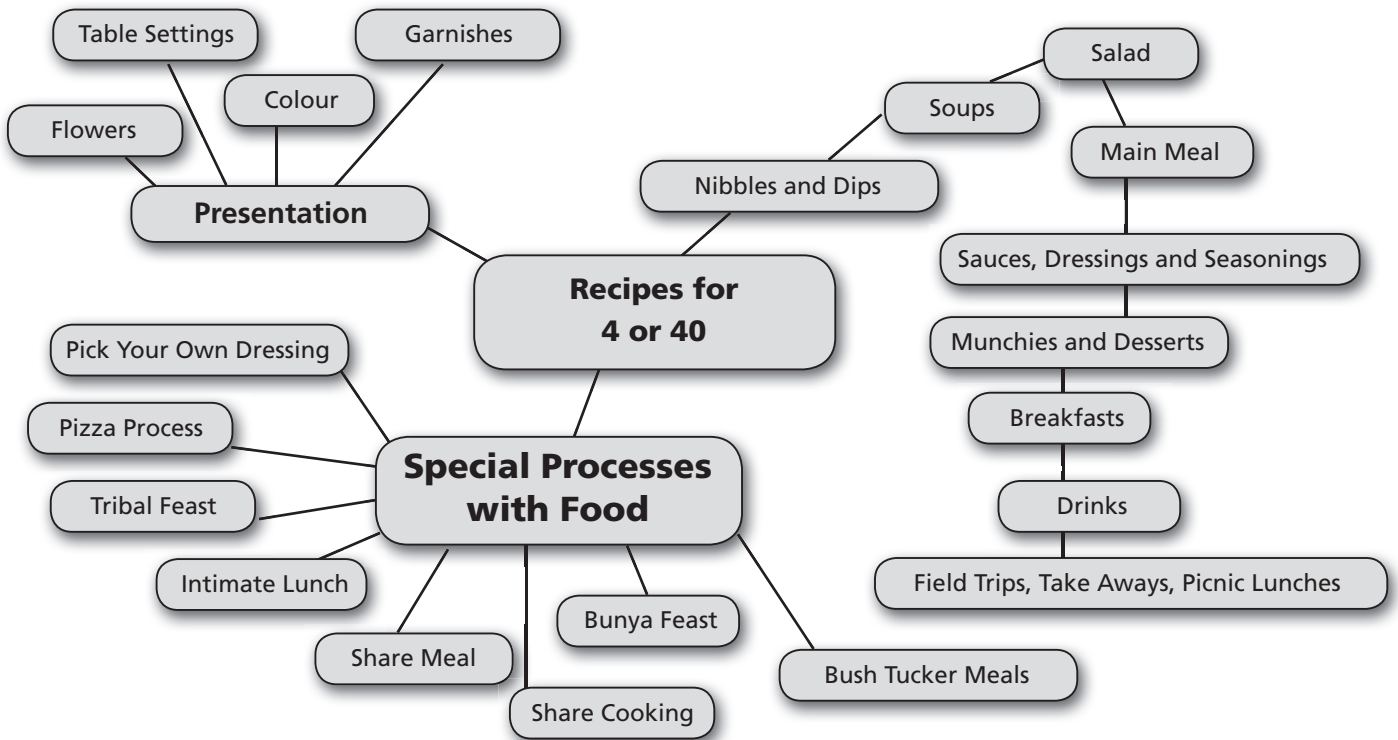 Table Settings
Garnishes
Colour
Flowers
Presentation
Salad
Soups
Main Meal
Nibbles and Dips
Sauces, Dressings and Seasonings
Recipes for
4 or 40
Munchies and Desserts
Breakfasts
Drinks
Field Trips, Take Aways, Picnic Lunches
Pick Your Own Dressing
Pizza Process
Tribal Feast
Special Processes
with Food
Intimate Lunch
Share Meal
Share Cooking
Bunya Feast
Bush Tucker Meals